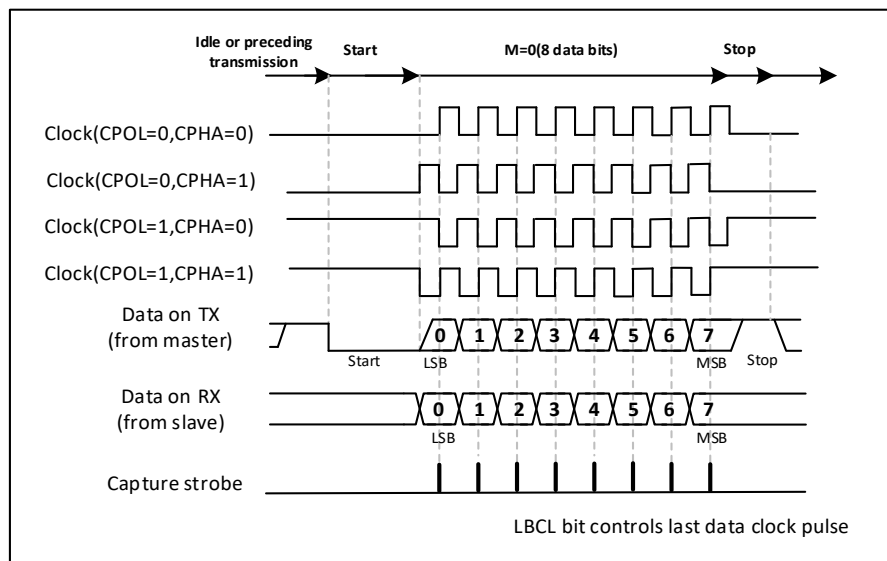 Idle or preceding
transmission
Start
M=0(8 data bits)
Stop
Clock(CPOL=0,CPHA=0)
Clock(CPOL=0,CPHA=1)
Clock(CPOL=1,CPHA=0)
Clock(CPOL=1,CPHA=1)
Data on TX
(from master)
0 1 2 3 4 5 6 7
Start
LSB
MSB
Stop
Data on RX
(from slave)
0 1 2 3 4 5 6 7
LSB
MSB
Capture strobe
LBCL bit controls last data clock pulse